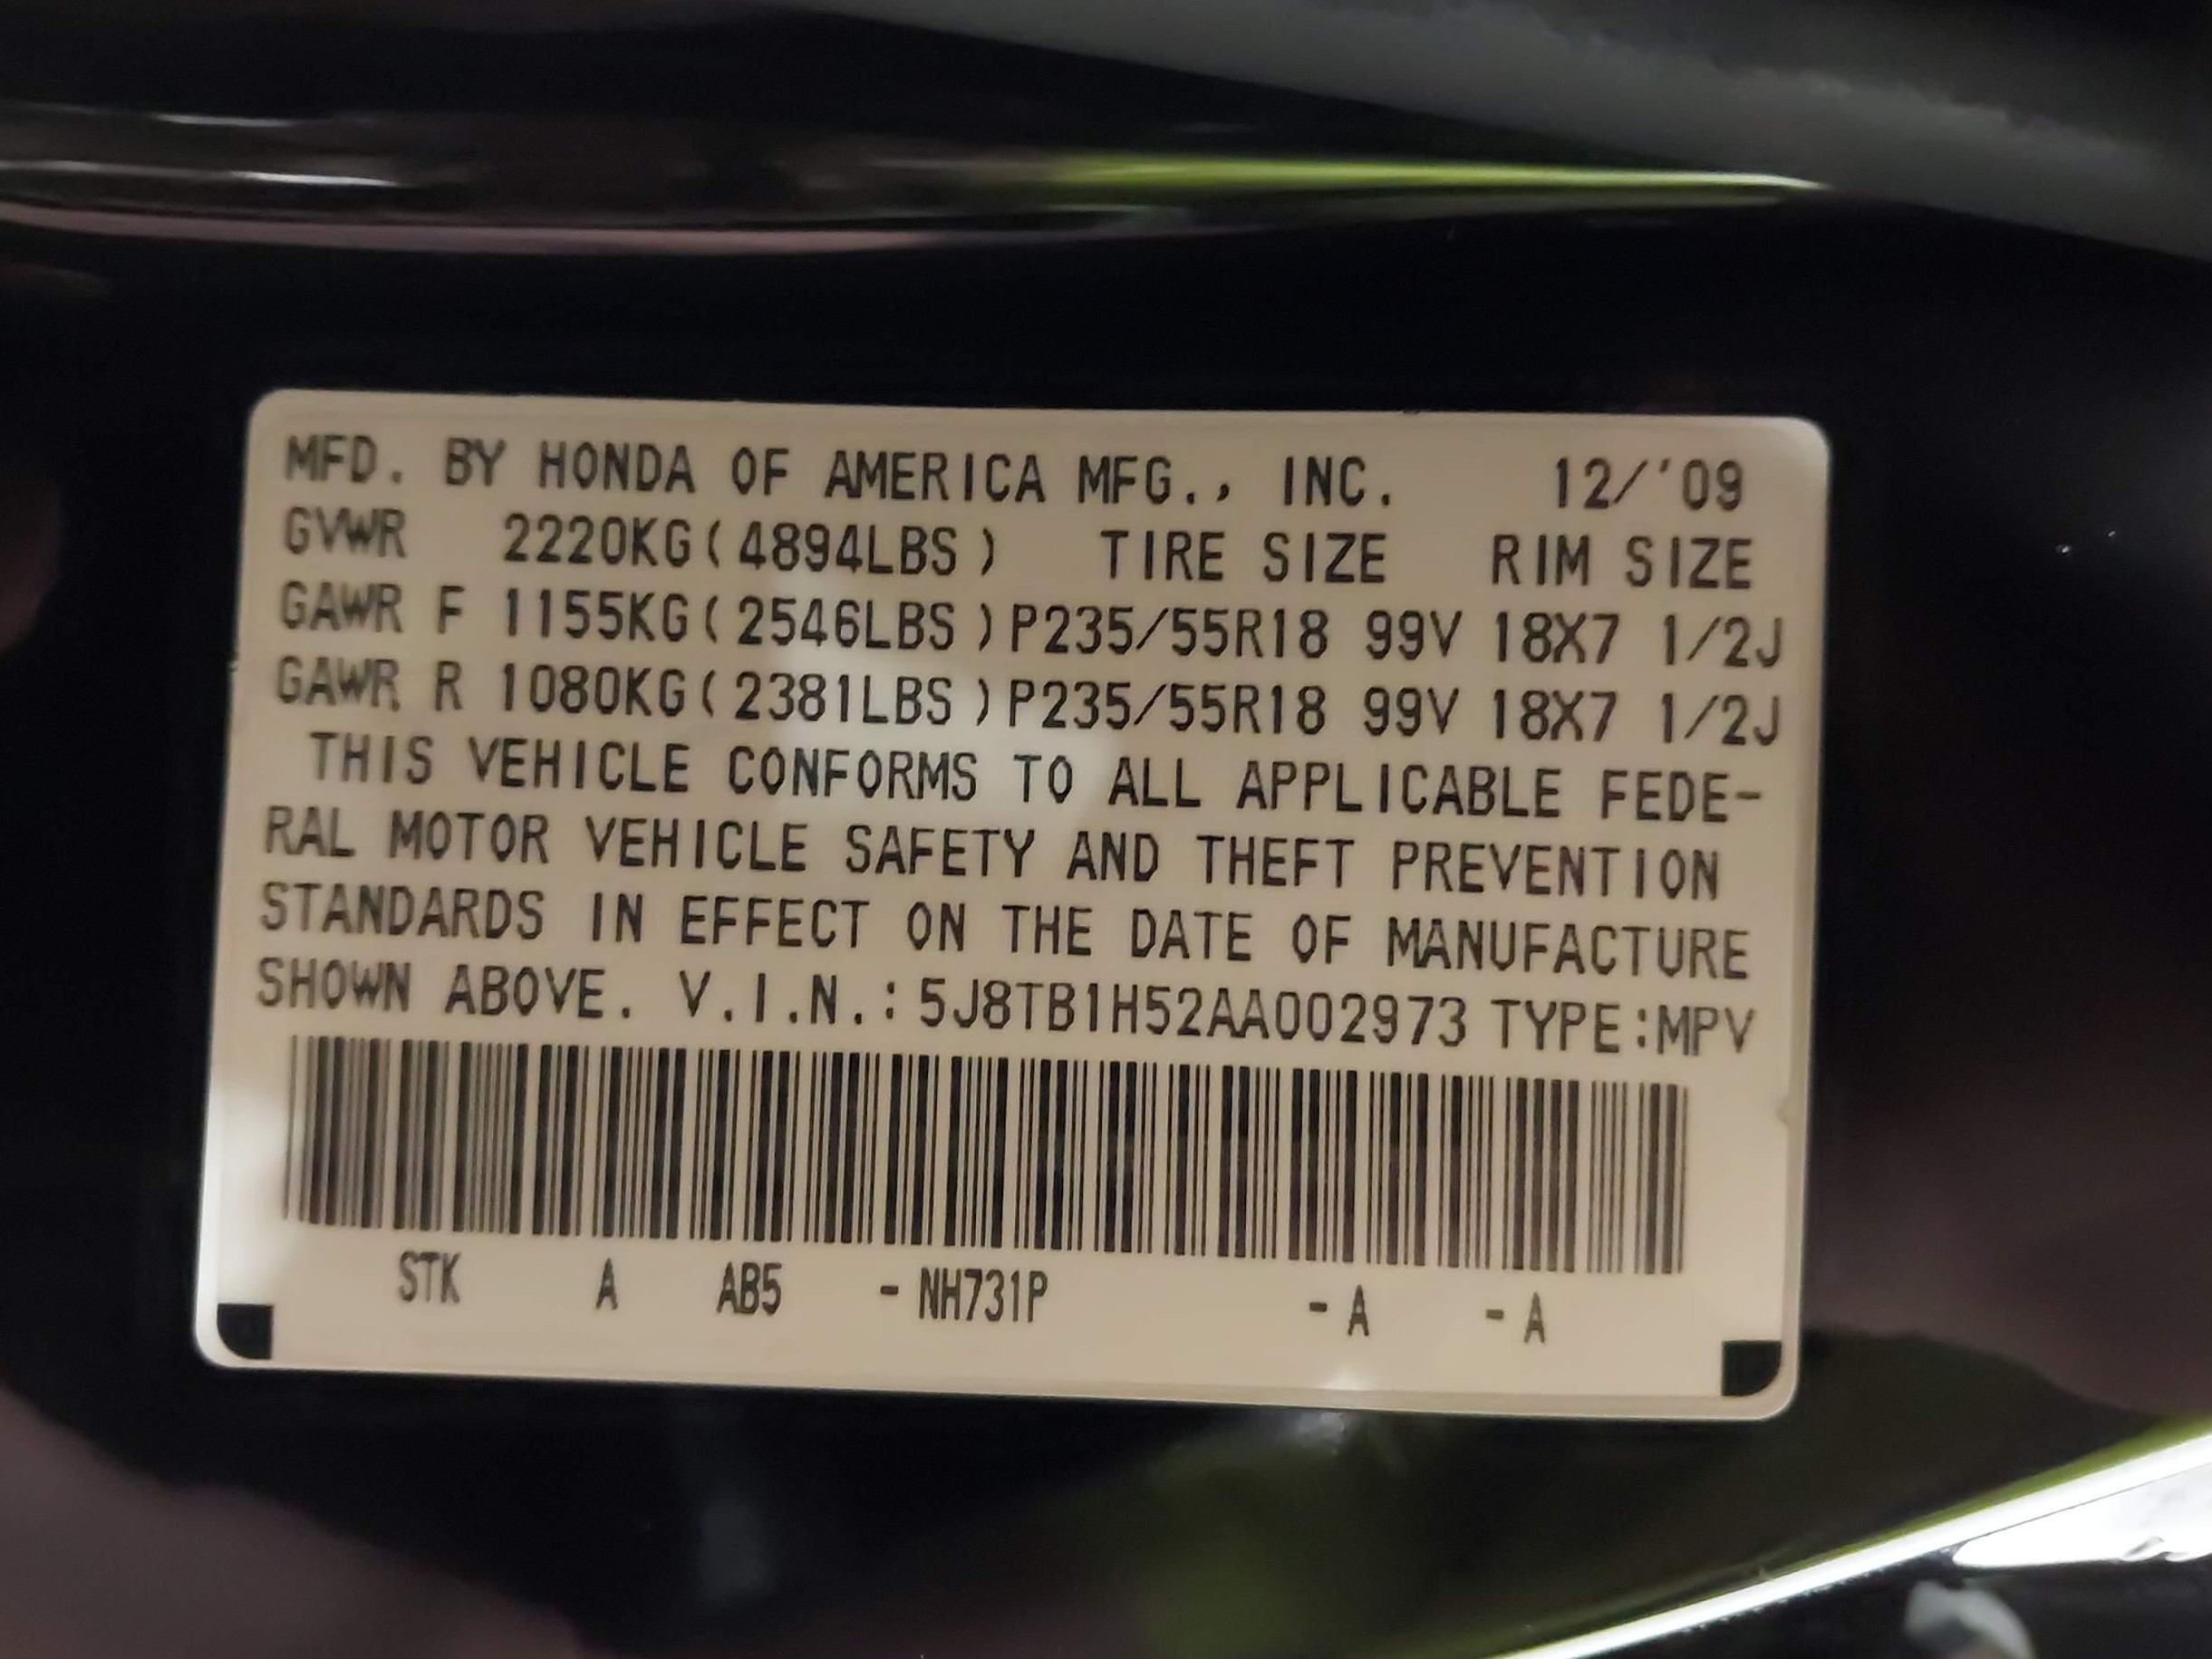 MFD. BY HONDA OF AMERICA MFG., INC. 12/'09
GVWR 2220KG(4894LBS) TIRE SIZE RIM SIZE
GAWR F 1155KG(2546LBS)P235/55R18 99V 18X7 1/2J
GAWR R 1080KG(2381LBS)P235/55R18 99V 18X7 1/2J
THIS VEHICLE CONFORMS TO ALL APPLICABLE FEDE-
RAL MOTOR VEHICLE SAFETY AND THEFT PREVENTION
STANDARDS IN EFFECT ON THE DATE OF MANUFACTURE
SHOWN ABOVE. V.I.N.:5J8TB1H52AA002973 TYPE:MPV
STK A AB5 -NH731P -A -A